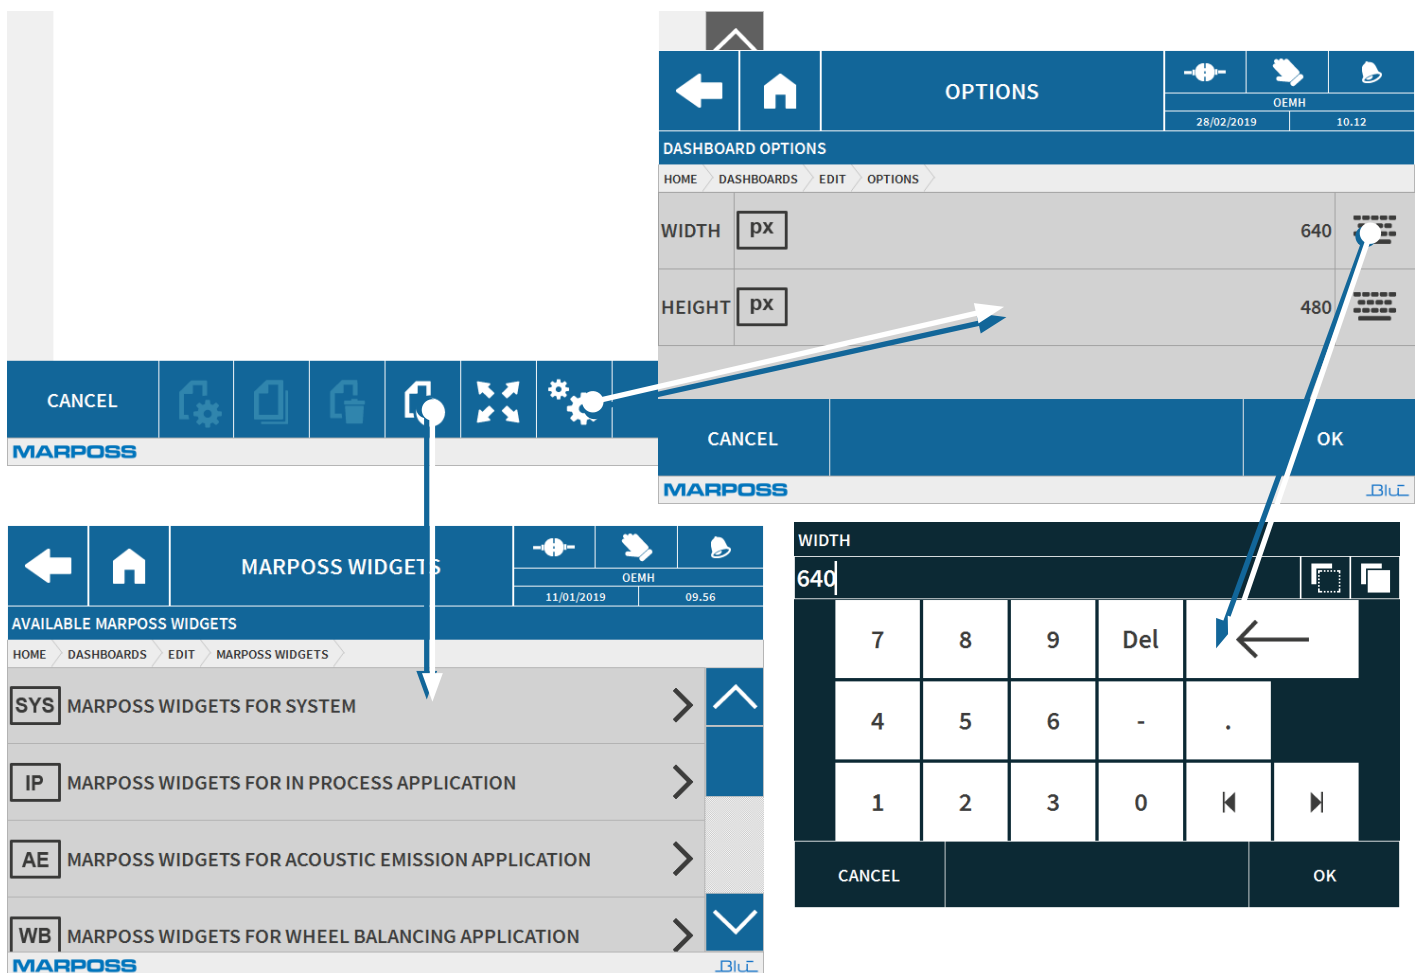 OPTIONS
OEMH
28/02/2019 10.12
DASHBOARD OPTIONS
HOME DASHBOARDS EDIT OPTIONS
WIDTH px 640
HEIGHT px 480
CANCEL OK
MARPOSS Blú
CANCEL
MARPOSS
MARPOSS WIDGETS
OEMH
11/01/2019 09.56
AVAILABLE MARPOSS WIDGETS
HOME DASHBOARDS EDIT MARPOSS WIDGETS
SYS MARPOSS WIDGETS FOR SYSTEM
IP MARPOSS WIDGETS FOR IN PROCESS APPLICATION
AE MARPOSS WIDGETS FOR ACOUSTIC EMISSION APPLICATION
WB MARPOSS WIDGETS FOR WHEEL BALANCING APPLICATION
MARPOSS Blú
WIDTH
640
7 8 9 Del
4 5 6 - .
1 2 3 0
CANCEL OK